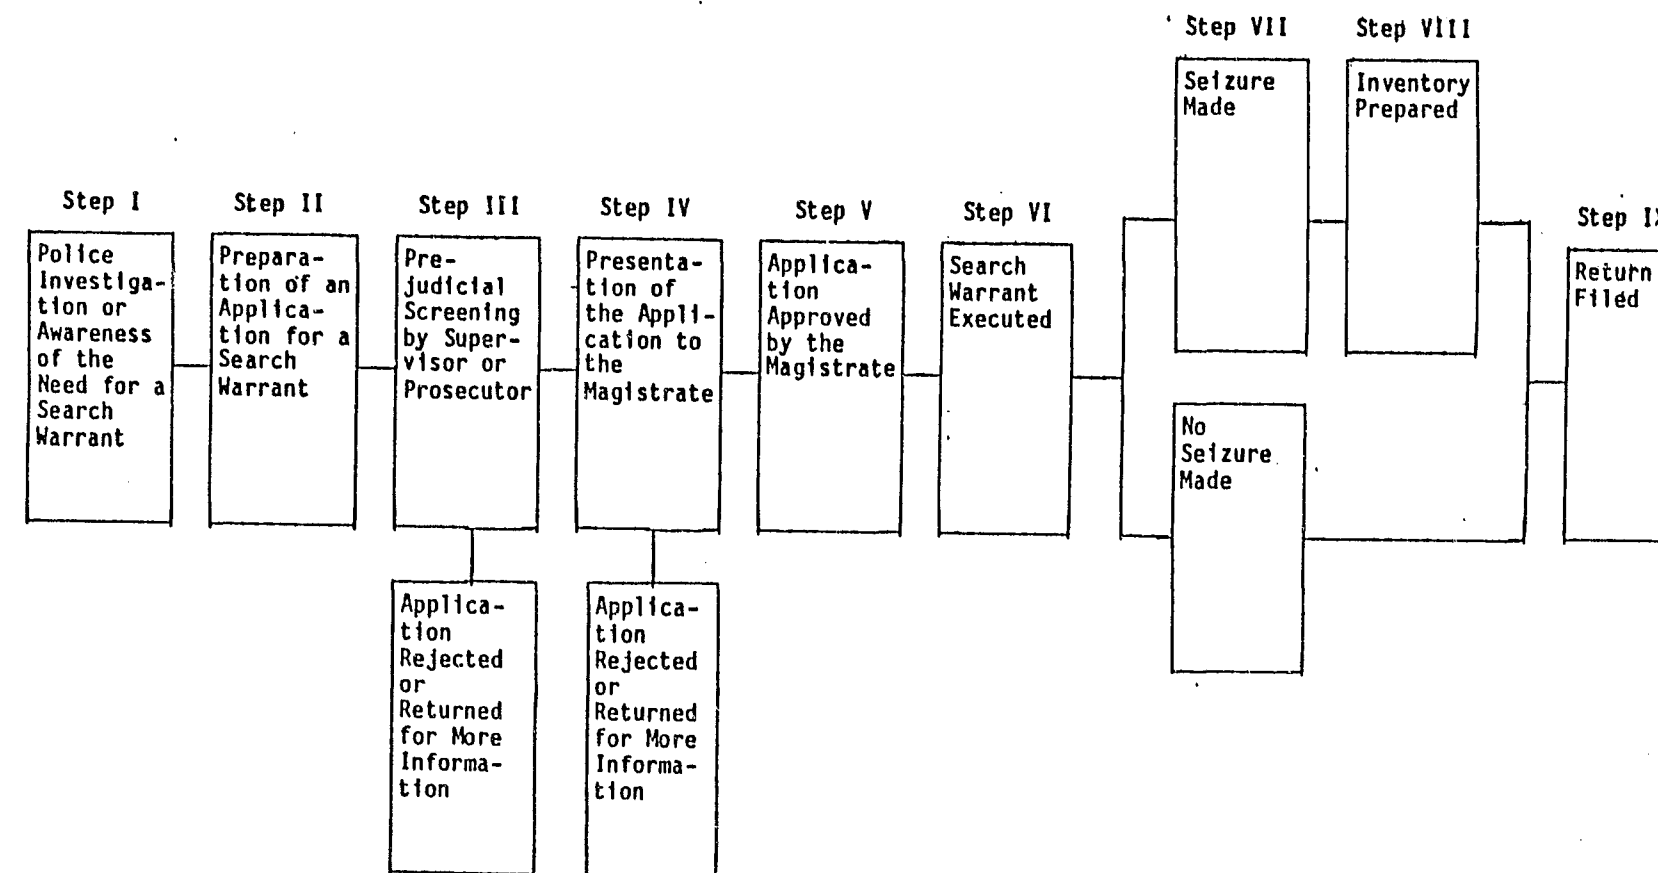 Step VII
Step VIII
Seizure
Made
Inventory
Prepared
Step I
Step II
Step III
Step IV
Step V
Step VI
Police
Investiga-
tion or
Awareness
of the
Need for a
Search
Warrant
Prepara-
tion of an
Applica-
tion for a
Search
Warrant
Pre-
judicial
Screening
by Super-
visor or
Prosecutor
Presenta-
tion of
the Appli-
cation to
the
Magistrate
Applica-
tion
Approved
by the
Magistrate
Search
Warrant
Executed
Step IX
Return
Filed
No
Seizure
Made
Applica-
tion
Rejected
or
Returned
for More
Informa-
tion
Applica-
tion
Rejected
or
Returned
for More
Informa-
tion